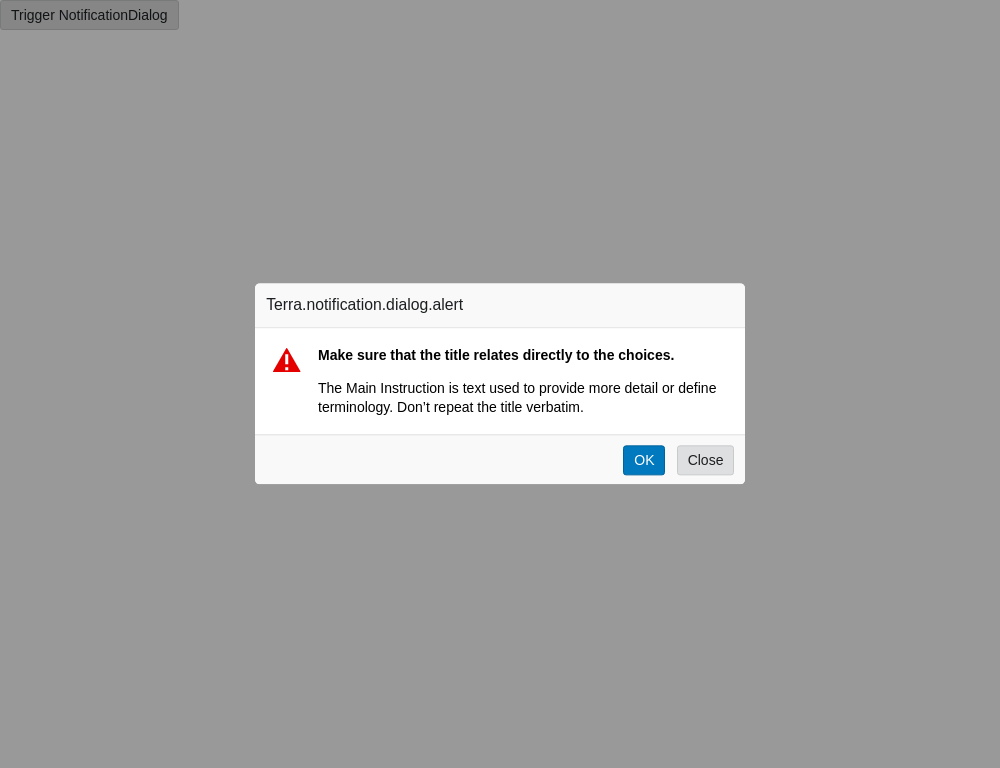 Trigger NotificationDialog
Terra.notification.dialog.alert
Make sure that the title relates directly to the choices.
The Main Instruction is text used to provide more detail or define
terminology. Don’t repeat the title verbatim.
OK Close